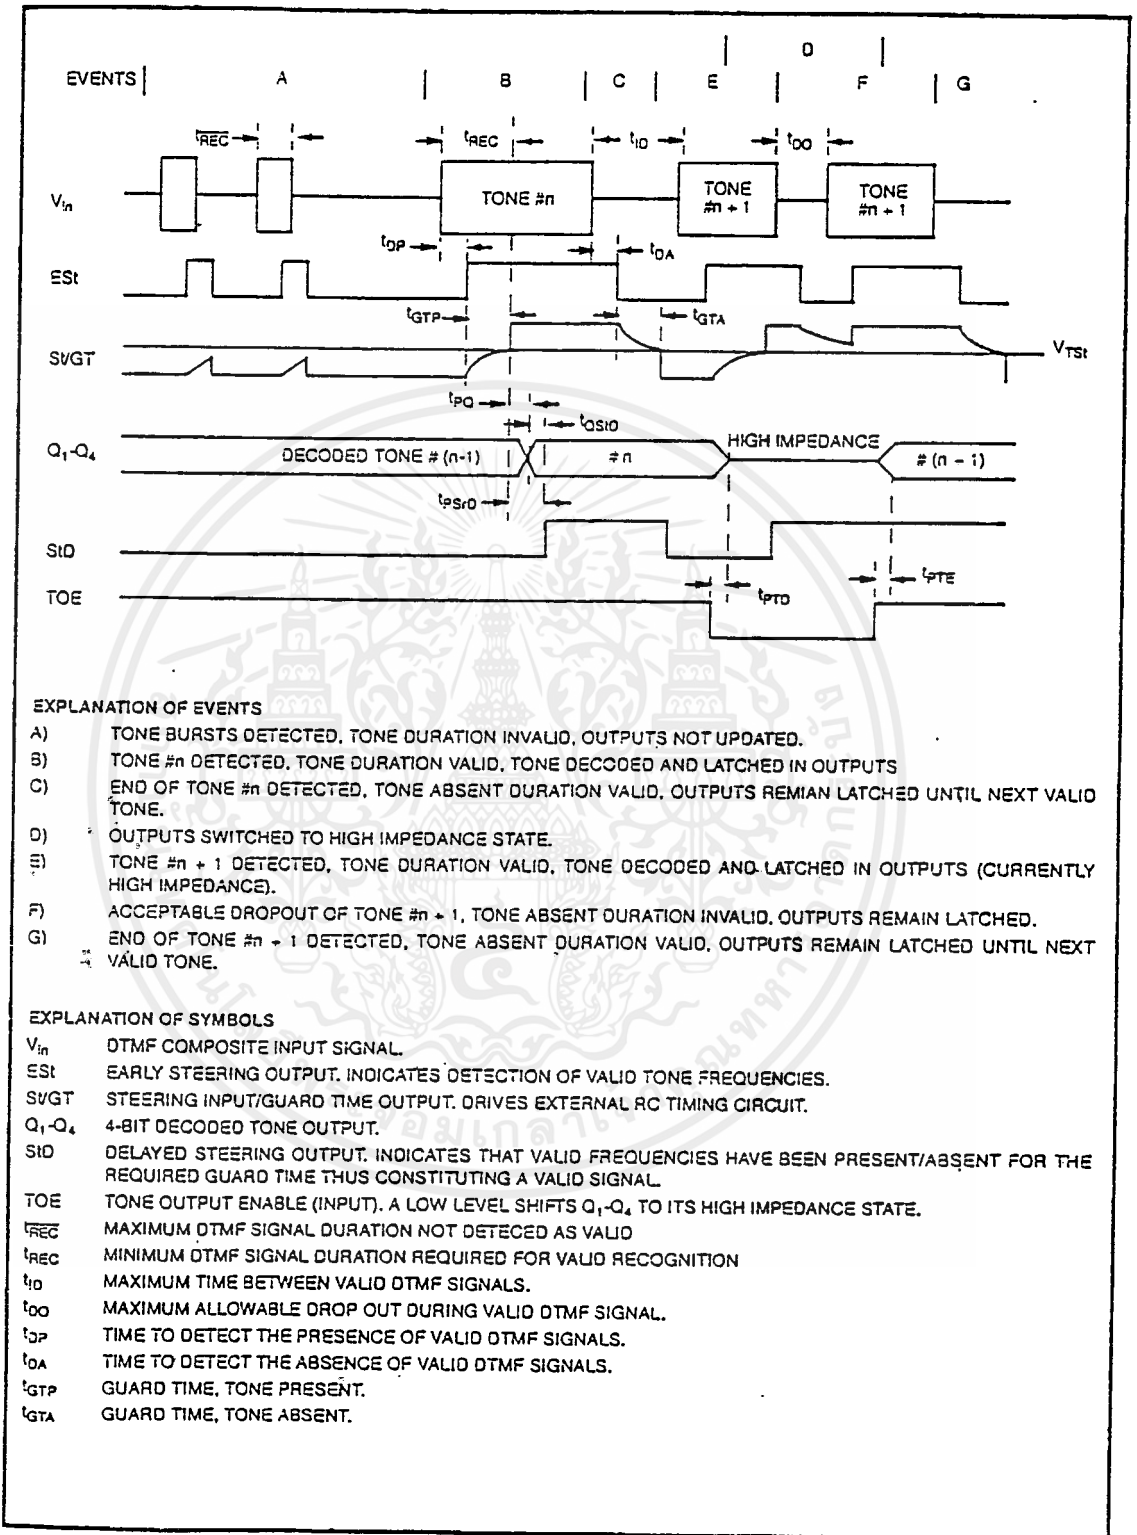 D
EVENTS A B C E F G
tREC tREC tID tDO
Vin TONE #n TONE #n + 1 TONE #n + 1
tDP tDA
ESt
tGTP tGTA
St/GT VTSt
tPQ tQStD
Q1-Q4 DECODED TONE # (n-1) # n HIGH IMPEDANCE # (n - 1)
tPSrD
StD
tPTD tPTE
TOE
EXPLANATION OF EVENTS
A) TONE BURSTS DETECTED, TONE DURATION INVALID, OUTPUTS NOT UPDATED.
B) TONE #n DETECTED, TONE DURATION VALID, TONE DECODED AND LATCHED IN OUTPUTS
C) END OF TONE #n DETECTED, TONE ABSENT DURATION VALID, OUTPUTS REMIAN LATCHED UNTIL NEXT VALID
TONE.
D) OUTPUTS SWITCHED TO HIGH IMPEDANCE STATE.
E) TONE #n + 1 DETECTED, TONE DURATION VALID, TONE DECODED AND LATCHED IN OUTPUTS (CURRENTLY
HIGH IMPEDANCE).
F) ACCEPTABLE DROPOUT OF TONE #n + 1, TONE ABSENT DURATION INVALID, OUTPUTS REMAIN LATCHED.
G) END OF TONE #n + 1 DETECTED, TONE ABSENT DURATION VALID, OUTPUTS REMAIN LATCHED UNTIL NEXT
VALID TONE.
EXPLANATION OF SYMBOLS
Vin DTMF COMPOSITE INPUT SIGNAL.
ESt EARLY STEERING OUTPUT. INDICATES DETECTION OF VALID TONE FREQUENCIES.
St/GT STEERING INPUT/GUARD TIME OUTPUT. DRIVES EXTERNAL RC TIMING CIRCUIT.
Q1-Q4 4-BIT DECODED TONE OUTPUT.
StD DELAYED STEERING OUTPUT. INDICATES THAT VALID FREQUENCIES HAVE BEEN PRESENT/ABSENT FOR THE
REQUIRED GUARD TIME THUS CONSTITUTING A VALID SIGNAL.
TOE TONE OUTPUT ENABLE (INPUT). A LOW LEVEL SHIFTS Q1-Q4 TO ITS HIGH IMPEDANCE STATE.
tREC MAXIMUM DTMF SIGNAL DURATION NOT DETECED AS VALID
tREC MINIMUM DTMF SIGNAL DURATION REQUIRED FOR VALID RECOGNITION
tID MAXIMUM TIME BETWEEN VALID DTMF SIGNALS.
tDO MAXIMUM ALLOWABLE DROP OUT DURING VALID DTMF SIGNAL.
tDP TIME TO DETECT THE PRESENCE OF VALID DTMF SIGNALS.
tDA TIME TO DETECT THE ABSENCE OF VALID DTMF SIGNALS.
tGTP GUARD TIME, TONE PRESENT.
tGTA GUARD TIME, TONE ABSENT.